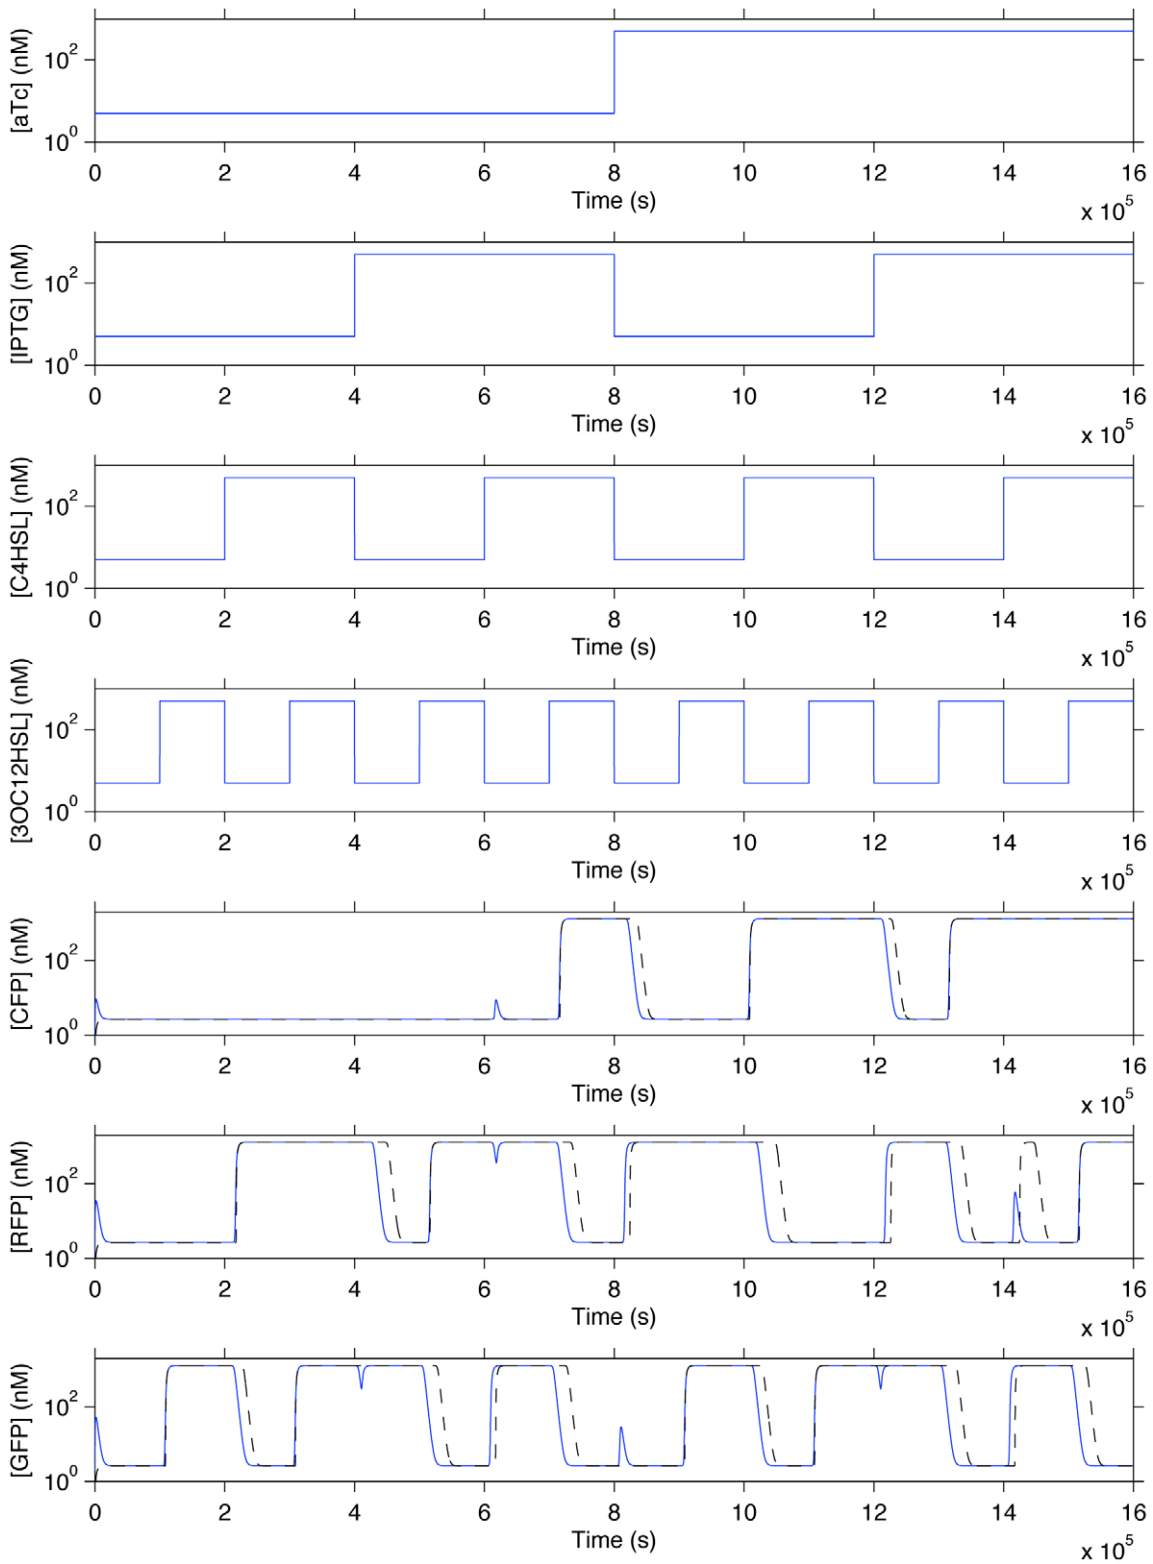 [aTc] (nM)
10^2
10^0
0 2 4 6 8 10 12 14 16
Time (s)
x 10^5
[IPTG] (nM)
10^2
10^0
0 2 4 6 8 10 12 14 16
Time (s)
x 10^5
[C4HSL] (nM)
10^2
10^0
0 2 4 6 8 10 12 14 16
Time (s)
x 10^5
[3OC12HSL] (nM)
10^2
10^0
0 2 4 6 8 10 12 14 16
Time (s)
x 10^5
[CFP] (nM)
10^2
10^0
0 2 4 6 8 10 12 14 16
Time (s)
x 10^5
[RFP] (nM)
10^2
10^0
0 2 4 6 8 10 12 14 16
Time (s)
x 10^5
[GFP] (nM)
10^2
10^0
0 2 4 6 8 10 12 14 16
Time (s)
x 10^5